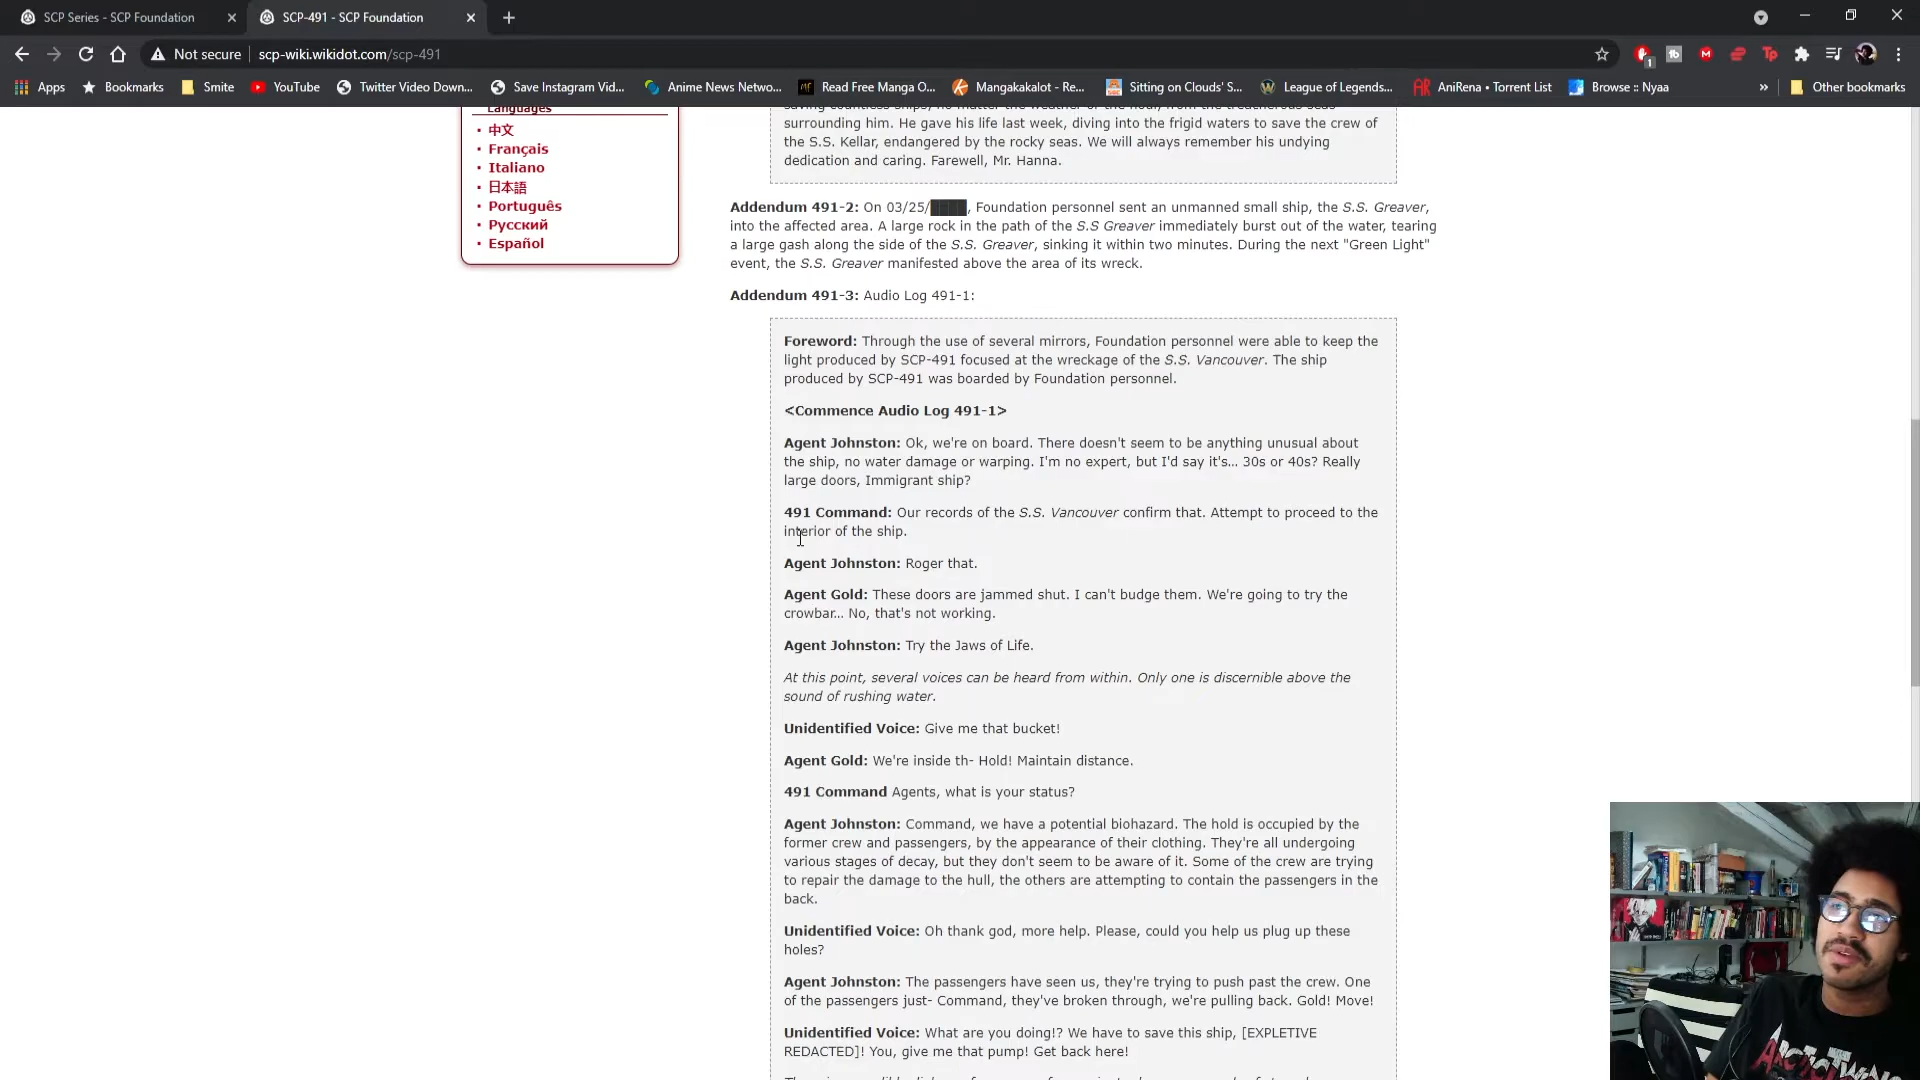 SCP Series - SCP Foundation
SCP-491 - SCP Foundation
Not secure
scp-wiki.wikidot.com/scp-491
Apps
Bookmarks
Smite
YouTube
Twitter Video Down...
Save Instagram Vid...
Anime News Netwo...
Read Free Manga O...
Mangakakalot - Re...
Sitting on Clouds' S...
League of Legends...
AniRena • Torrent List
Browse :: Nyaa
»
Other bookmarks
Languages
中文
Français
Italiano
日本語
Português
Русский
Español
saving countless ships, no matter the weather or the hour, from the treacherous seas
surrounding him. He gave his life last week, diving into the frigid waters to save the crew of
the S.S. Kellar, endangered by the rocky seas. We will always remember his undying
dedication and caring. Farewell, Mr. Hanna.
Addendum 491-2: On 03/25/████, Foundation personnel sent an unmanned small ship, the S.S. Greaver,
into the affected area. A large rock in the path of the S.S Greaver immediately burst out of the water, tearing
a large gash along the side of the S.S. Greaver, sinking it within two minutes. During the next "Green Light"
event, the S.S. Greaver manifested above the area of its wreck.
Addendum 491-3: Audio Log 491-1:
Foreword: Through the use of several mirrors, Foundation personnel were able to keep the
light produced by SCP-491 focused at the wreckage of the S.S. Vancouver. The ship
produced by SCP-491 was boarded by Foundation personnel.
<Commence Audio Log 491-1>
Agent Johnston: Ok, we're on board. There doesn't seem to be anything unusual about
the ship, no water damage or warping. I'm no expert, but I'd say it's... 30s or 40s? Really
large doors, Immigrant ship?
491 Command: Our records of the S.S. Vancouver confirm that. Attempt to proceed to the
interior of the ship.
Agent Johnston: Roger that.
Agent Gold: These doors are jammed shut. I can't budge them. We're going to try the
crowbar... No, that's not working.
Agent Johnston: Try the Jaws of Life.
At this point, several voices can be heard from within. Only one is discernible above the
sound of rushing water.
Unidentified Voice: Give me that bucket!
Agent Gold: We're inside th- Hold! Maintain distance.
491 Command Agents, what is your status?
Agent Johnston: Command, we have a potential biohazard. The hold is occupied by the
former crew and passengers, by the appearance of their clothing. They're all undergoing
various stages of decay, but they don't seem to be aware of it. Some of the crew are trying
to repair the damage to the hull, the others are attempting to contain the passengers in the
back.
Unidentified Voice: Oh thank god, more help. Please, could you help us plug up these
holes?
Agent Johnston: The passengers have seen us, they're trying to push past the crew. One
of the passengers just- Command, they've broken through, we're pulling back. Gold! Move!
Unidentified Voice: What are you doing!? We have to save this ship, [EXPLETIVE
REDACTED]! You, give me that pump! Get back here!